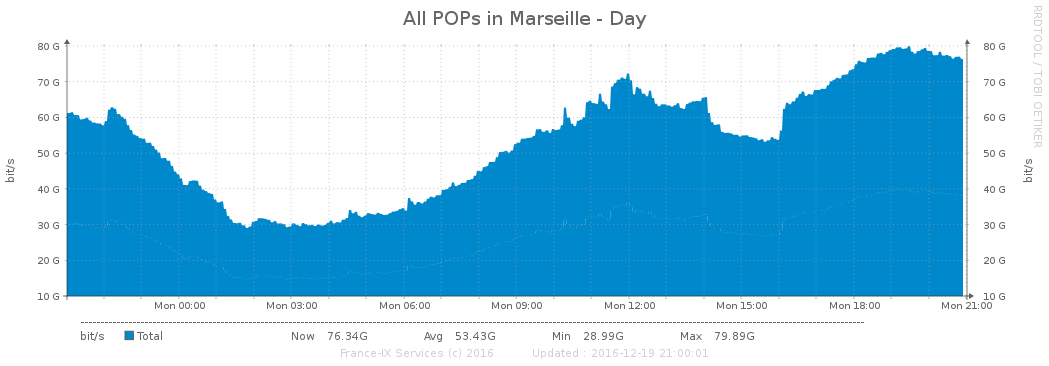 All POPs in Marseille - Day
RRDTOOL / TOBI OETIKER
80 G 80 G
70 G 70 G
60 G 60 G
50 G 50 G
bit/s bit/s
40 G 40 G
30 G 30 G
20 G 20 G
10 G 10 G
Mon 00:00 Mon 03:00 Mon 06:00 Mon 09:00 Mon 12:00 Mon 15:00 Mon 18:00 Mon 21:00
bit/s Total Now 76.34G Avg 53.43G Min 28.99G Max 79.89G
France-IX Services (c) 2016 Updated : 2016-12-19 21:00:01